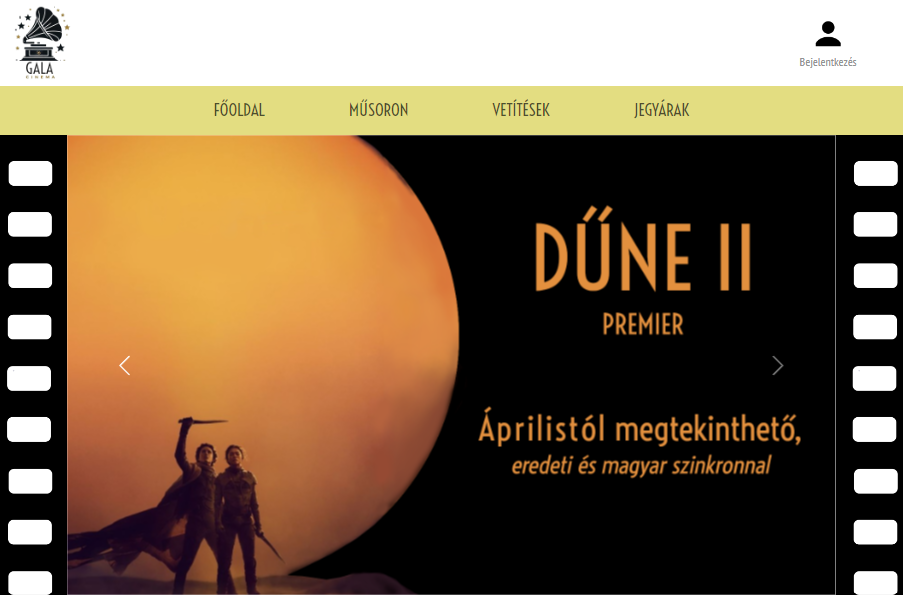 GALA
CINEMA
Bejelentkezés
FŐOLDAL
MŰSORON
VETÍTÉSEK
JEGYÁRAK
DŰNE II
PREMIER
Áprilistól megtekinthető,
eredeti és magyar szinkronnal